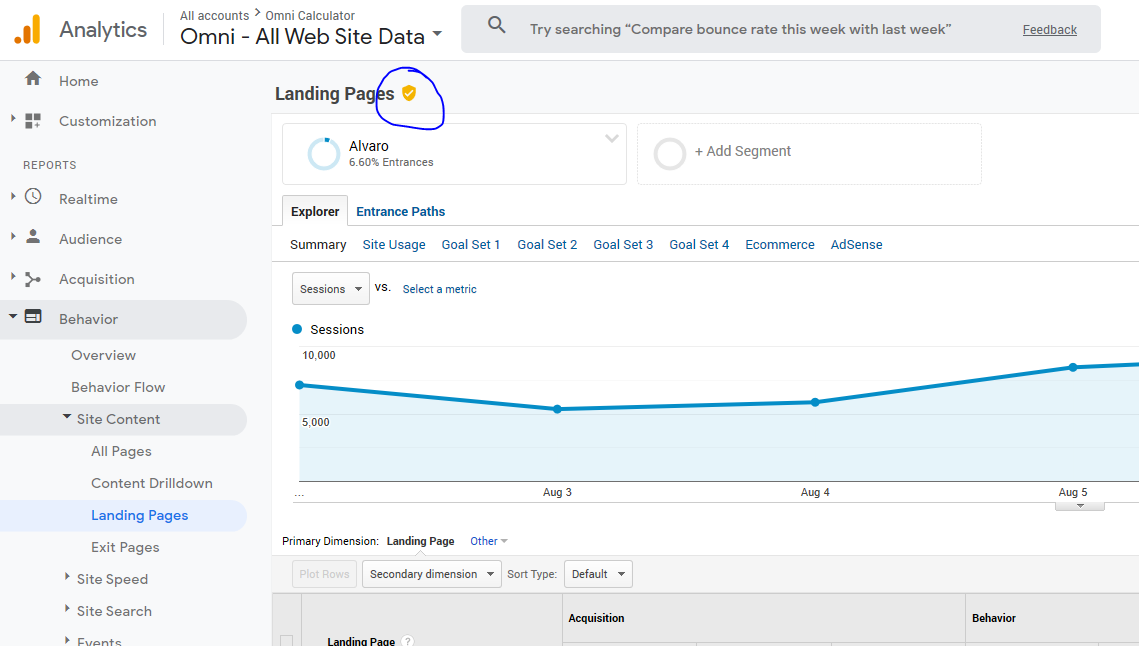 Analytics
All accounts > Omni Calculator
Omni - All Web Site Data
Try searching “Compare bounce rate this week with last week”
Feedback
Home
Customization
REPORTS
Realtime
Audience
Acquisition
Behavior
Overview
Behavior Flow
Site Content
All Pages
Content Drilldown
Landing Pages
Exit Pages
Site Speed
Site Search
Events
Landing Pages
Alvaro
6.60% Entrances
+ Add Segment
Explorer
Entrance Paths
Summary
Site Usage
Goal Set 1
Goal Set 2
Goal Set 3
Goal Set 4
Ecommerce
AdSense
Sessions
vs.
Select a metric
Sessions
10,000
5,000
...
Aug 3
Aug 4
Aug 5
Primary Dimension:
Landing Page
Other
Plot Rows
Secondary dimension
Sort Type:
Default
Acquisition
Behavior
Landing Page
?